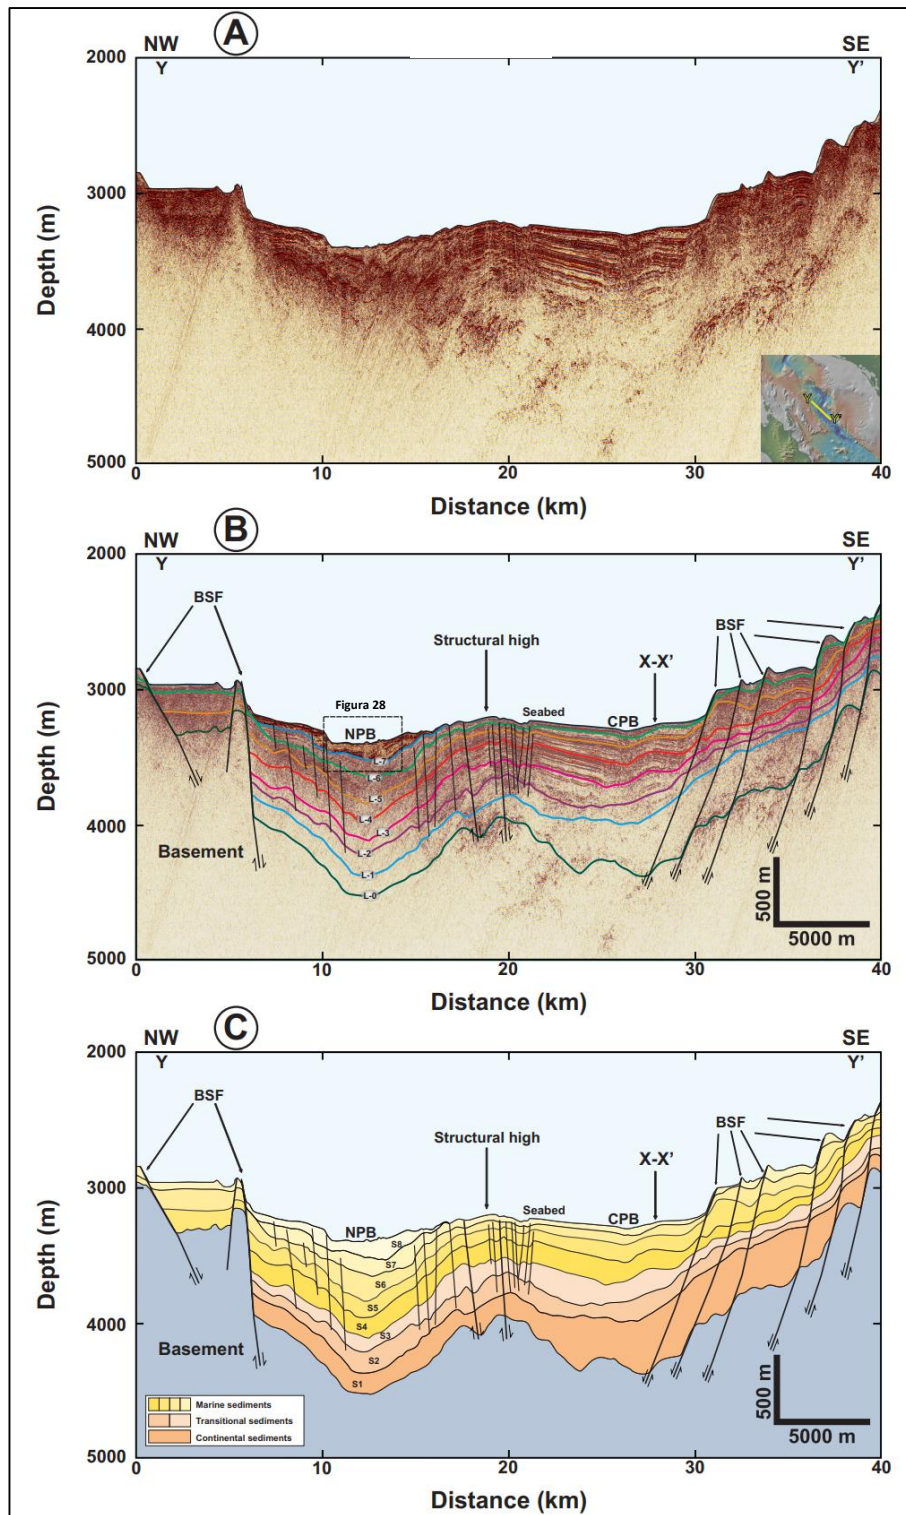 A
NW
SE
Y
Y'
2000
3000
4000
5000
Depth (m)
Y
Y'
0
10
20
30
40
Distance (km)
B
NW
SE
Y
Y'
2000
3000
4000
5000
Depth (m)
BSF
Structural high
X-X'
BSF
Figura 28
NPB
Seabed
CPB
L-7
L-6
L-5
L-4
L-3
L-2
L-1
L-0
Basement
500 m
5000 m
0
10
20
30
40
Distance (km)
C
NW
SE
Y
Y'
2000
3000
4000
5000
Depth (m)
BSF
Structural high
X-X'
BSF
NPB
Seabed
CPB
S8
S7
S6
S5
S4
S3
S2
S1
Basement
Marine sediments
Transitional sediments
Continental sediments
500 m
5000 m
0
10
20
30
40
Distance (km)